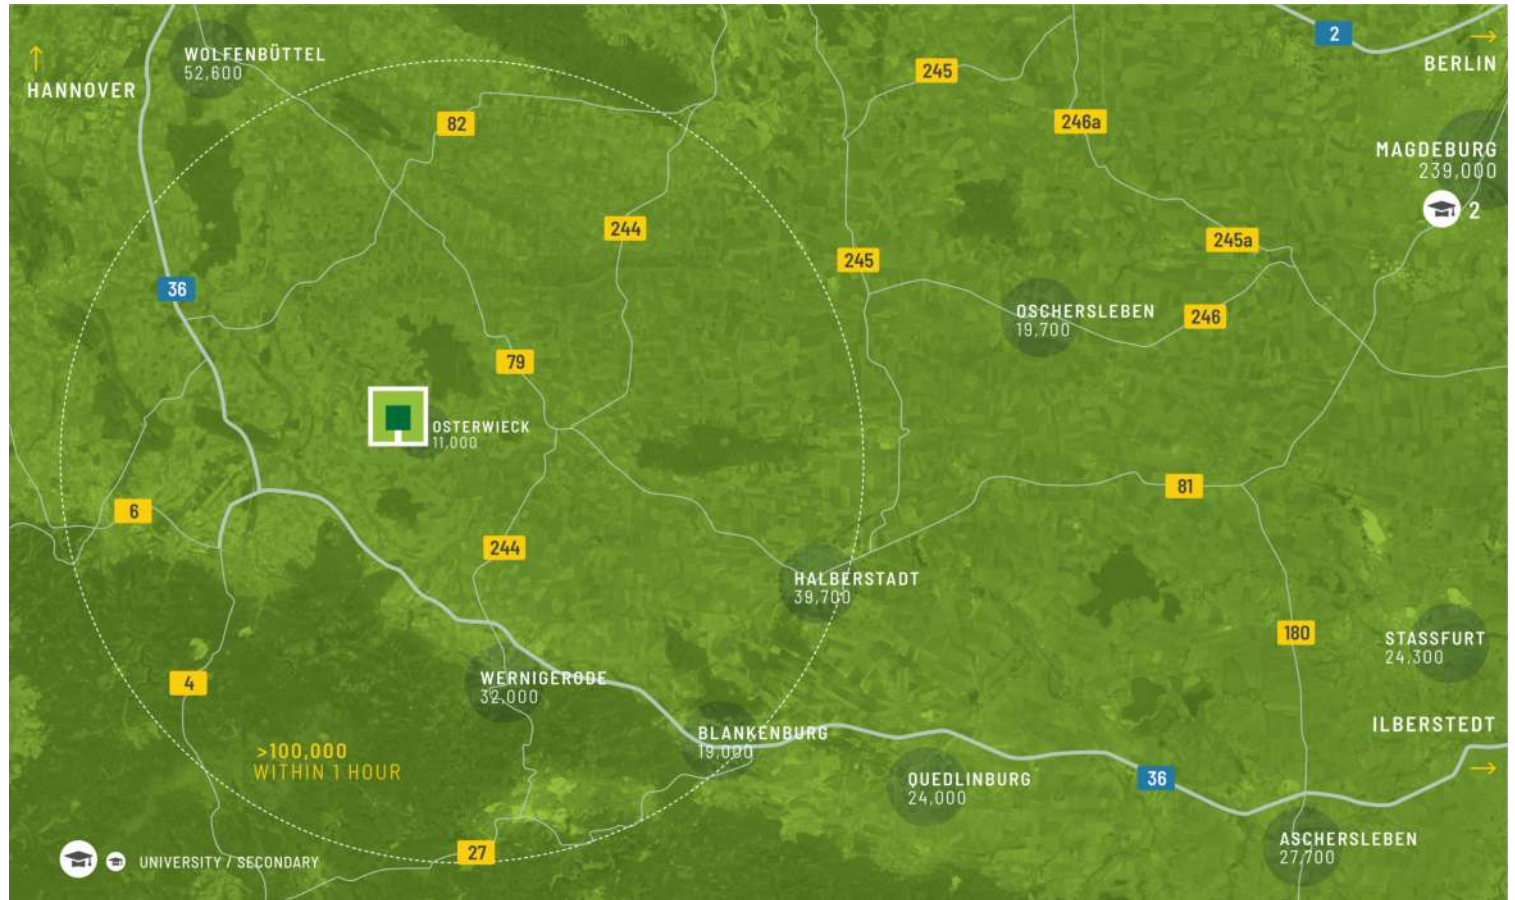 2
WOLFENBÜTTEL
52,600
HANNOVER
BERLIN
245
82
246a
MAGDEBURG
239,000
2
244
245a
245
36
OSCHERSLEBEN
19,700
246
79
OSTERWIECK
11,000
81
6
244
HALBERSTADT
39,700
180
STASSFURT
24,300
4
WERNIGERODE
32,000
ILBERSTEDT
BLANKENBURG
19,000
>100,000
WITHIN 1 HOUR
QUEDLINBURG
24,000
36
ASCHERSLEBEN
27,700
27
UNIVERSITY / SECONDARY